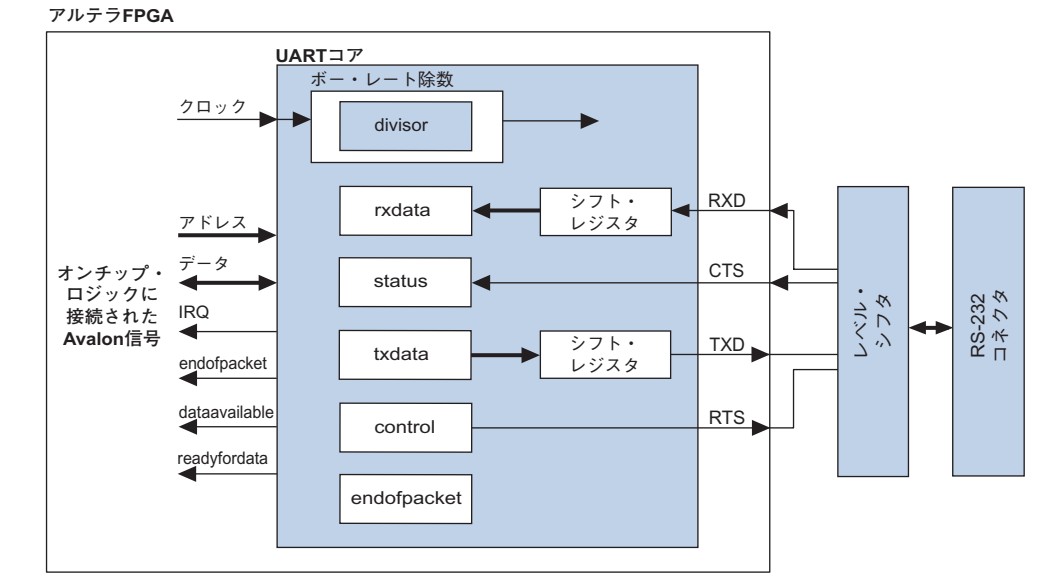 アルテラFPGA
UARTコア
ボー・レート除数
クロック
divisor
rxdata
シフト・
レジスタ
RXD
アドレス
データ
オンチップ・
ロジックに
接続された
Avalon信号
status
CTS
IRQ
txdata
シフト・
レジスタ
TXD
endofpacket
dataavailable
control
RTS
readyfordata
endofpacket
レベル・
シフタ
RS-232
コネクタ